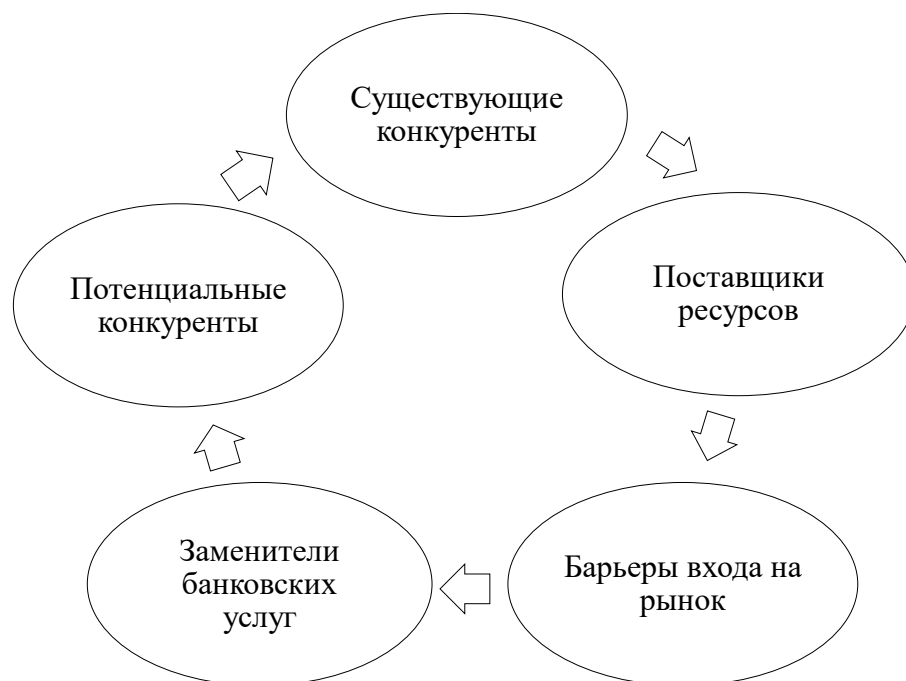 Существующие
конкуренты
Поставщики
ресурсов
Барьеры входа на
рынок
Заменители
банковских
услуг
Потенциальные
конкуренты